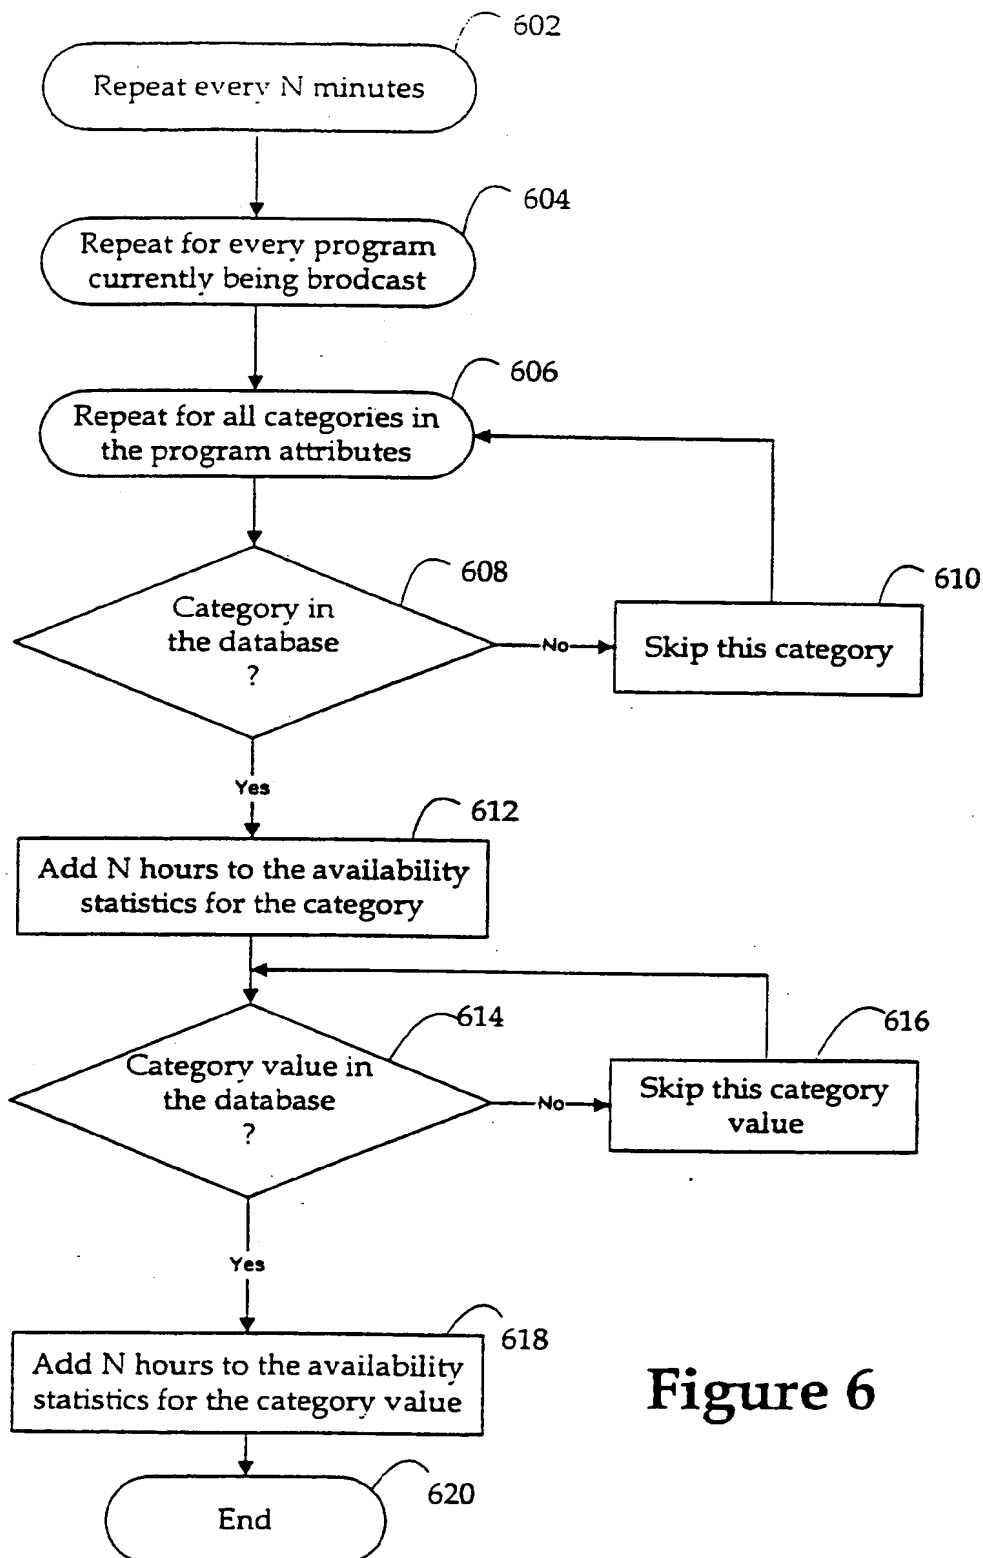 602
Repeat every N minutes
604
Repeat for every program
currently being brodcast
606
Repeat for all categories in
the program attributes
608
Category in
the database
?
No
610
Skip this category
Yes
612
Add N hours to the availability
statistics for the category
614
Category value in
the database
?
No
616
Skip this category
value
Yes
618
Add N hours to the availability
statistics for the category value
Figure 6
620
End